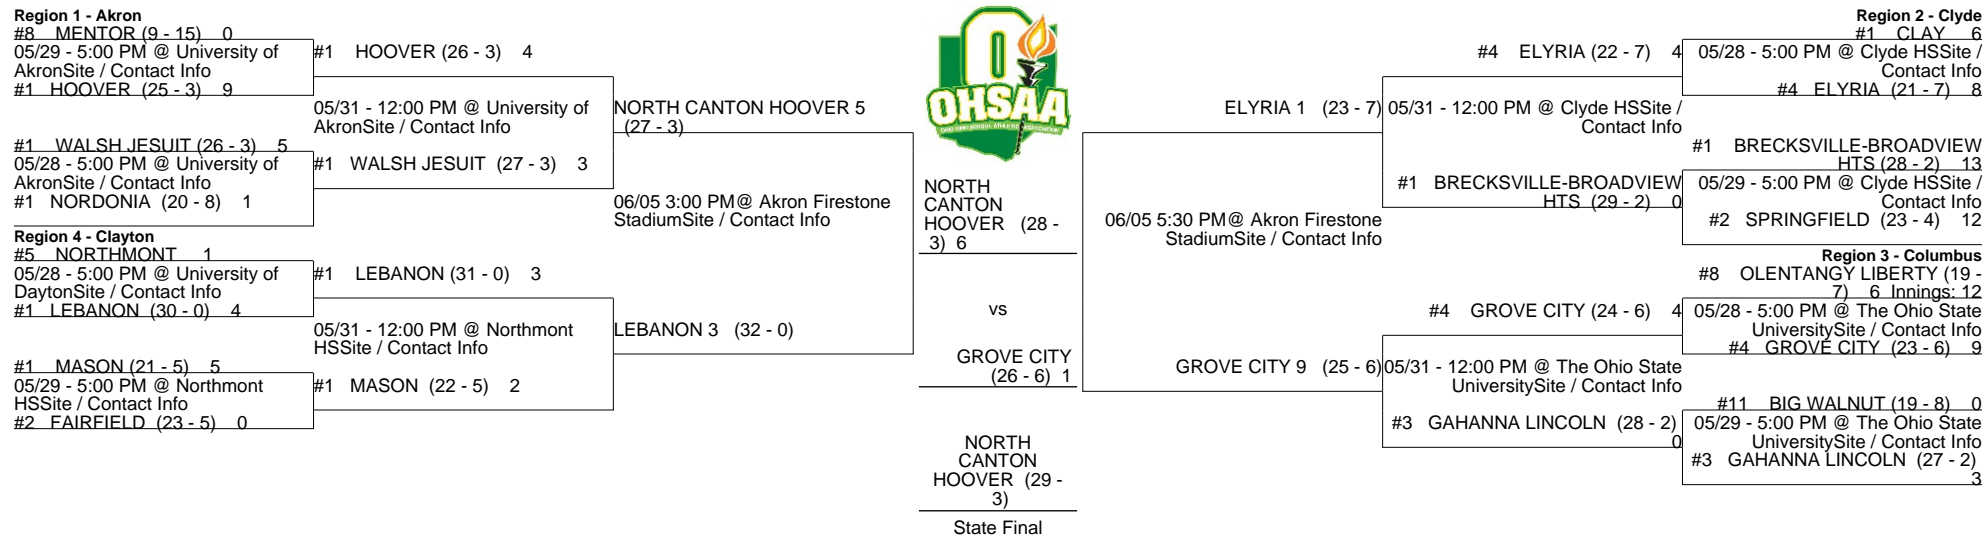 Region 1 - Akron
#8 MENTOR (9 - 15) 0
05/29 - 5:00 PM @ University of
AkronSite / Contact Info
#1 HOOVER (25 - 3) 9
#1 WALSH JESUIT (26 - 3) 5
05/28 - 5:00 PM @ University of
AkronSite / Contact Info
#1 NORDONIA (20 - 8) 1
Region 4 - Clayton
#5 NORTHMONT 1
05/28 - 5:00 PM @ University of
DaytonSite / Contact Info
#1 LEBANON (30 - 0) 4
#1 MASON (21 - 5) 5
05/29 - 5:00 PM @ Northmont
HSSite / Contact Info
#2 FAIRFIELD (23 - 5) 0
#1 HOOVER (26 - 3) 4
05/31 - 12:00 PM @ University of
AkronSite / Contact Info
#1 WALSH JESUIT (27 - 3) 3
#1 LEBANON (31 - 0) 3
05/31 - 12:00 PM @ Northmont
HSSite / Contact Info
#1 MASON (22 - 5) 2
NORTH CANTON HOOVER 5
(27 - 3)
06/05 3:00 PM@ Akron Firestone
StadiumSite / Contact Info
LEBANON 3 (32 - 0)
OHSAA
NORTH
CANTON
HOOVER (28 -
3) 6
vs
GROVE CITY
(26 - 6) 1
NORTH
CANTON
HOOVER (29 -
3)
State Final
ELYRIA 1 (23 - 7)
06/05 5:30 PM@ Akron Firestone
StadiumSite / Contact Info
GROVE CITY 9 (25 - 6)
#4 ELYRIA (22 - 7) 4
05/31 - 12:00 PM @ Clyde HSSite /
Contact Info
#1 BRECKSVILLE-BROADVIEW
HTS (29 - 2) 0
#4 GROVE CITY (24 - 6) 4
05/31 - 12:00 PM @ The Ohio State
UniversitySite / Contact Info
#3 GAHANNA LINCOLN (28 - 2)
0
Region 2 - Clyde
#1 CLAY 6
05/28 - 5:00 PM @ Clyde HSSite /
Contact Info
#4 ELYRIA (21 - 7) 8
#1 BRECKSVILLE-BROADVIEW
HTS (28 - 2) 13
05/29 - 5:00 PM @ Clyde HSSite /
Contact Info
#2 SPRINGFIELD (23 - 4) 12
Region 3 - Columbus
#8 OLENTANGY LIBERTY (19 -
7) 6 Innings: 12
05/28 - 5:00 PM @ The Ohio State
UniversitySite / Contact Info
#4 GROVE CITY (23 - 6) 9
#11 BIG WALNUT (19 - 8) 0
05/29 - 5:00 PM @ The Ohio State
UniversitySite / Contact Info
#3 GAHANNA LINCOLN (27 - 2)
3